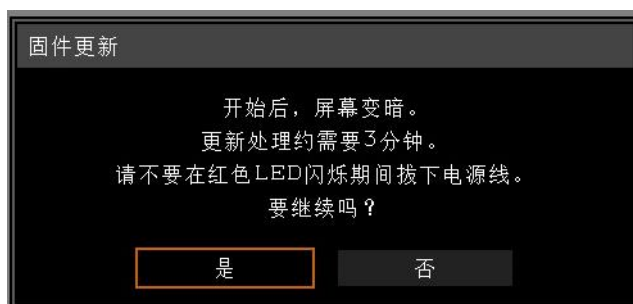 固件更新
开始后，屏幕变暗。
更新处理约需要3分钟。
请不要在红色LED闪烁期间拔下电源线。
要继续吗？
是
否